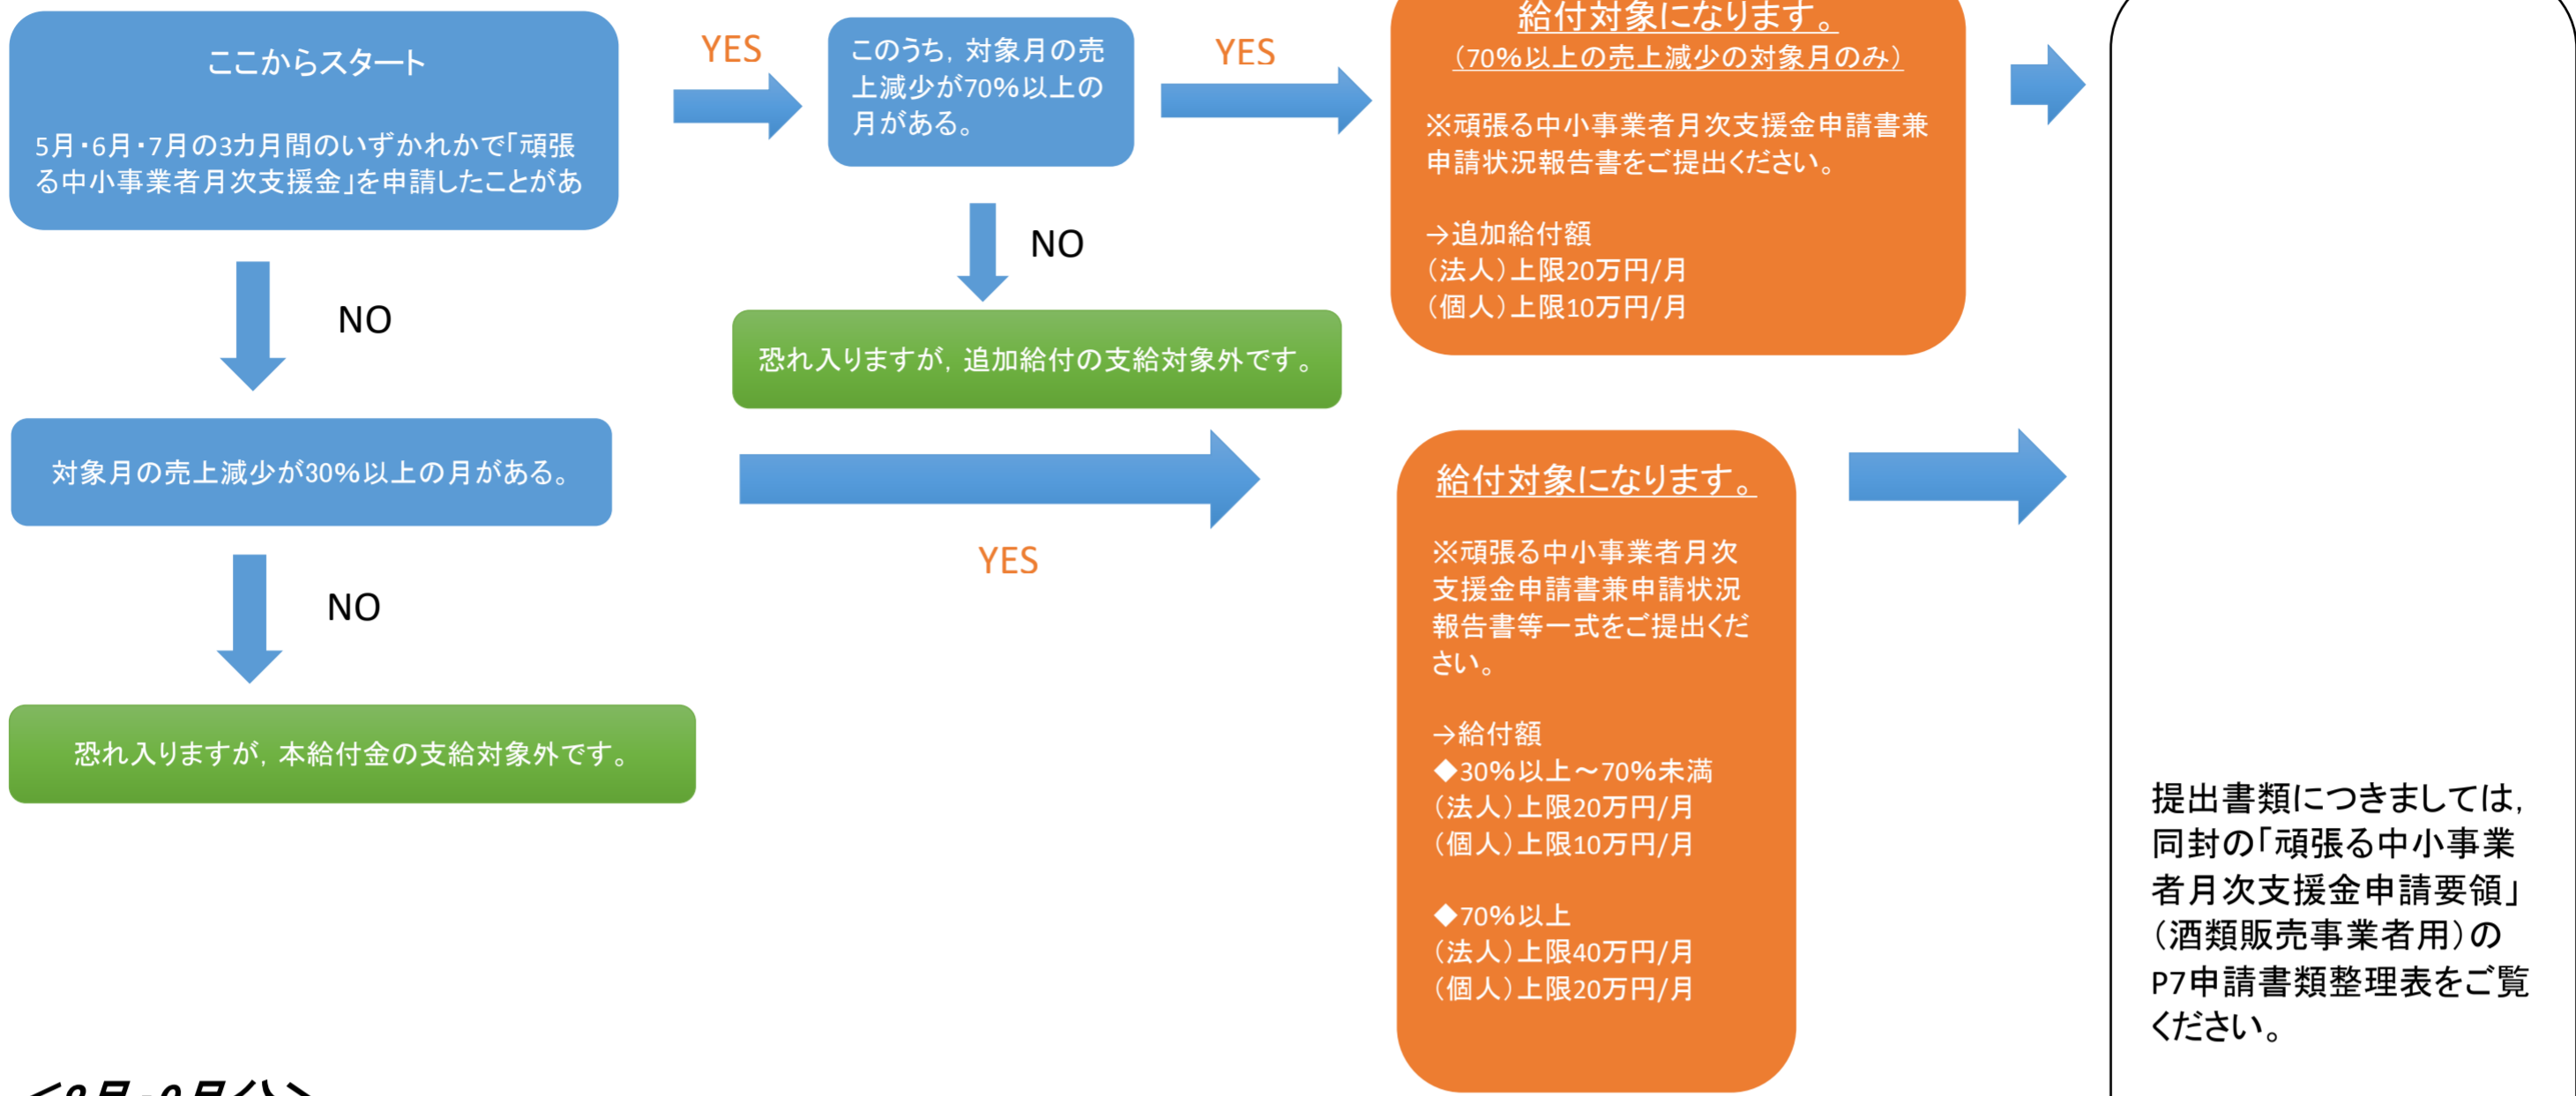 ここからスタート
5月・6月・7月の3カ月間のいずかれかで「頑張
る中小事業者月次支援金」を申請したことがあ
YES
このうち，対象月の売
上減少が70%以上の
月がある。
YES
給付対象になります。
（70%以上の売上減少の対象月のみ）
※頑張る中小事業者月次支援金申請書兼
申請状況報告書をご提出ください。
→追加給付額
（法人）上限20万円/月
（個人）上限10万円/月
NO
恐れ入りますが，追加給付の支給対象外です。
NO
対象月の売上減少が30%以上の月がある。
YES
給付対象になります。
※頑張る中小事業者月次
支援金申請書兼申請状況
報告書等一式をご提出くだ
さい。
→給付額
◆30%以上～70%未満
（法人）上限20万円/月
（個人）上限10万円/月
◆70%以上
（法人）上限40万円/月
（個人）上限20万円/月
NO
恐れ入りますが，本給付金の支給対象外です。
提出書類につきましては，
同封の「頑張る中小事業
者月次支援金申請要領」
（酒類販売事業者用）の
P7申請書類整理表をご覧
ください。